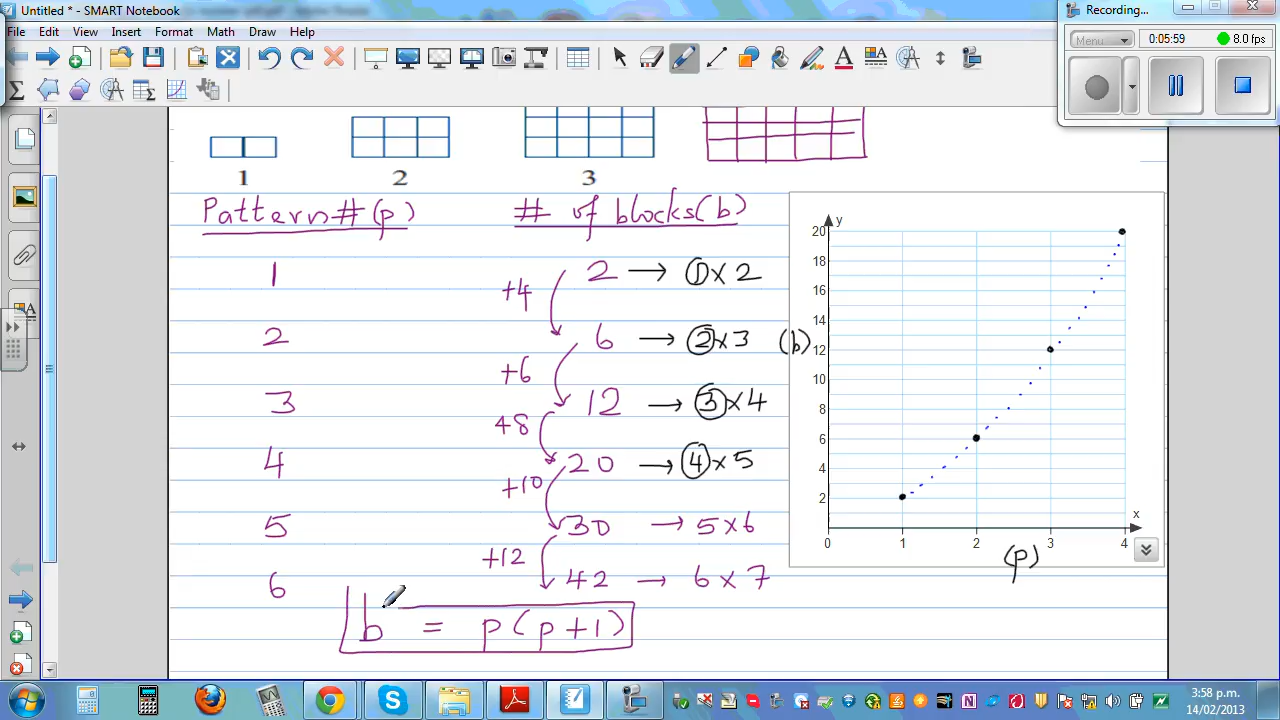 Untitled * - SMART Notebook
Recording...
File Edit View Insert Format Math Draw Help
Menu 0:05:59 8.0 fps
1 2 3
Pattern # (p) # of blocks (b)
1 2 → 1 × 2
+4
2 6 → 2 × 3
+6
3 12 → 3 × 4
+8
4 20 → 4 × 5
+10
5 30 → 5 × 6
+12
6 42 → 6 × 7
b = p(p+1)
y
20
18
16
14
(b) 12
10
8
6
4
2
x
0 1 2 3 4
(p)
3:58 p.m.
14/02/2013